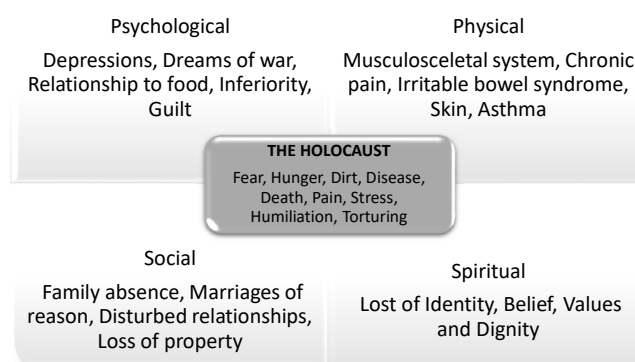 Psychological
Depressions, Dreams of war,
Relationship to food, Inferiority,
Guilt
Physical
Musculosceletal system, Chronic
pain, Irritable bowel syndrome,
Skin, Asthma
THE HOLOCAUST
Fear, Hunger, Dirt, Disease,
Death, Pain, Stress,
Humiliation, Torturing
Social
Family absence, Marriages of
reason, Disturbed relationships,
Loss of property
Spiritual
Lost of Identity, Belief, Values
and Dignity